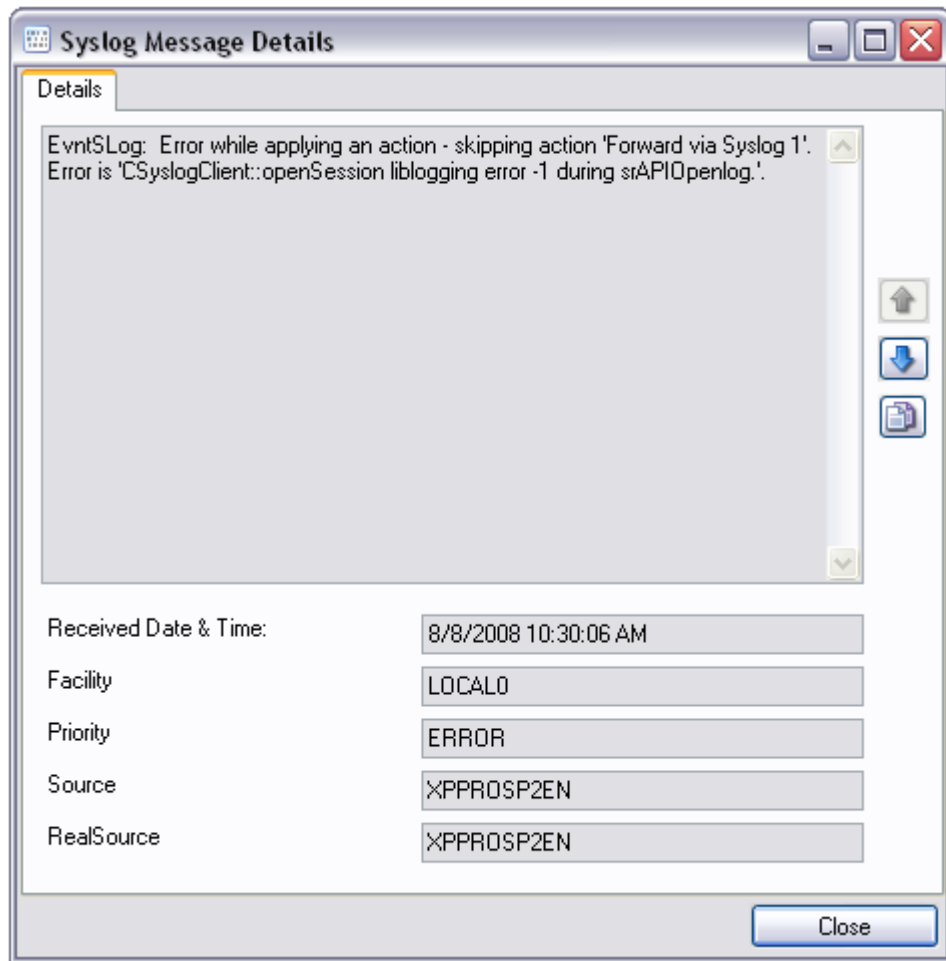 Syslog Message Details
Details
EvntSLog:  Error while applying an action - skipping action 'Forward via Syslog 1'.
Error is 'CSyslogClient::openSession liblogging error -1 during srAPIOpenlog.'.
Received Date & Time:
8/8/2008 10:30:06 AM
Facility
LOCAL0
Priority
ERROR
Source
XPPROSP2EN
RealSource
XPPROSP2EN
Close